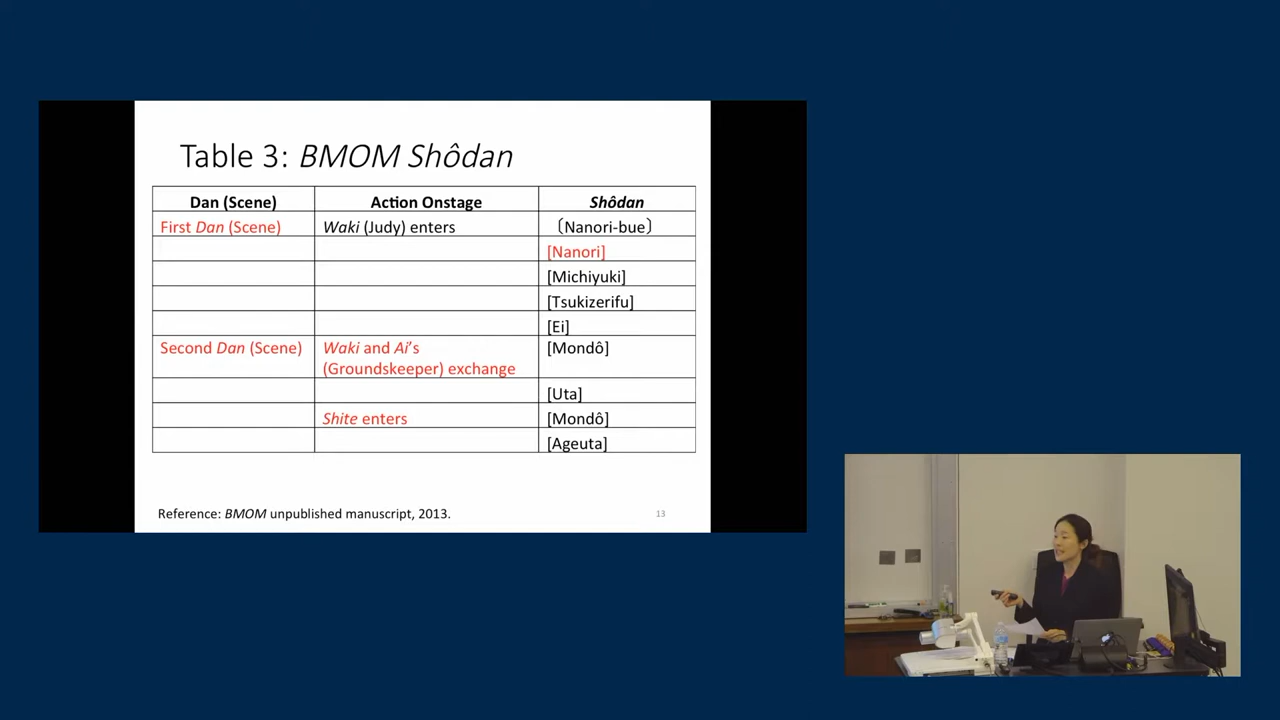 Table 3: BMOM Shôdan
Dan (Scene) Action Onstage Shôdan
First Dan (Scene) Waki (Judy) enters 〔Nanori-bue〕
[Nanori]
[Michiyuki]
[Tsukizerifu]
[Ei]
Second Dan (Scene) Waki and Ai's [Mondô]
(Groundskeeper) exchange
[Uta]
Shite enters [Mondô]
[Ageuta]
Reference: BMOM unpublished manuscript, 2013.
13